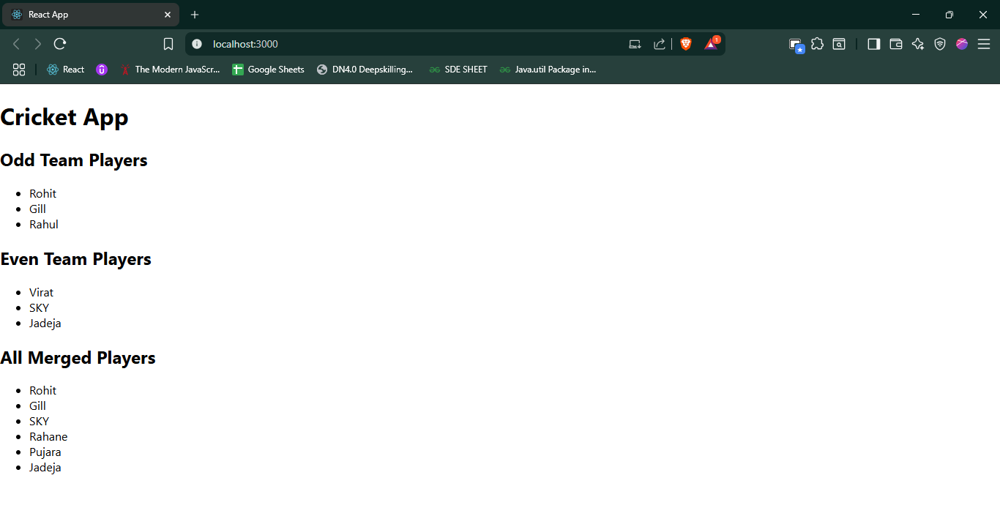 React App
localhost:3000
1
React
The Modern JavaScr...
Google Sheets
DN4.0 Deepskilling...
SDE SHEET
Java.util Package in...
Cricket App
Odd Team Players
Rohit
Gill
Rahul
Even Team Players
Virat
SKY
Jadeja
All Merged Players
Rohit
Gill
SKY
Rahane
Pujara
Jadeja